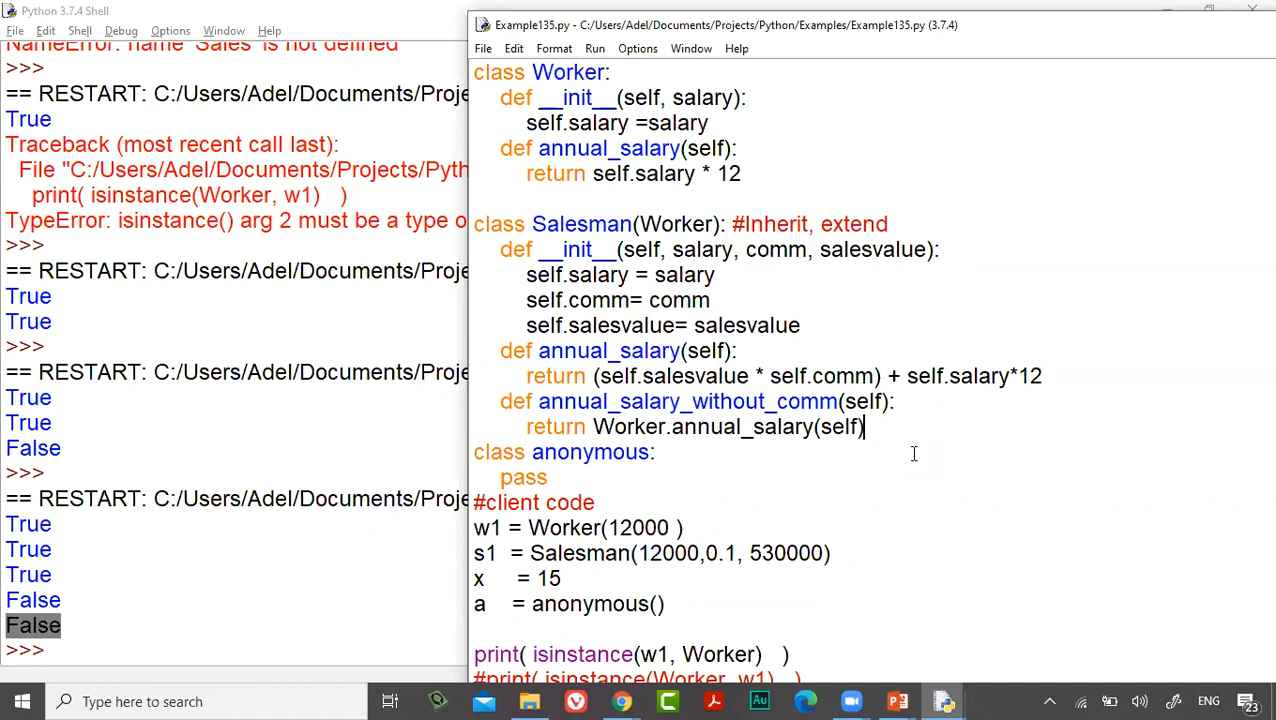 Python 3.7.4 Shell
File Edit Shell Debug Options Window Help
NameError: name 'Sales' is not defined
>>>
== RESTART: C:/Users/Adel/Documents/Proje
True
Traceback (most recent call last):
File "C:/Users/Adel/Documents/Projects/Pyth
print( isinstance(Worker, w1) )
TypeError: isinstance() arg 2 must be a type o
>>>
== RESTART: C:/Users/Adel/Documents/Proje
True
True
>>>
== RESTART: C:/Users/Adel/Documents/Proje
True
True
False
>>>
== RESTART: C:/Users/Adel/Documents/Proje
True
True
True
False
False
>>>
Example135.py - C:/Users/Adel/Documents/Projects/Python/Examples/Example135.py (3.7.4)
File Edit Format Run Options Window Help
class Worker:
def __init__(self, salary):
self.salary =salary
def annual_salary(self):
return self.salary * 12
class Salesman(Worker): #Inherit, extend
def __init__(self, salary, comm, salesvalue):
self.salary = salary
self.comm= comm
self.salesvalue= salesvalue
def annual_salary(self):
return (self.salesvalue * self.comm) + self.salary*12
def annual_salary_without_comm(self):
return Worker.annual_salary(self)
class anonymous:
pass
#client code
w1 = Worker(12000 )
s1 = Salesman(12000,0.1, 530000)
x = 15
a = anonymous()
print( isinstance(w1, Worker) )
#print( isinstance(Worker, w1) )
Type here to search
Au
ENG
23